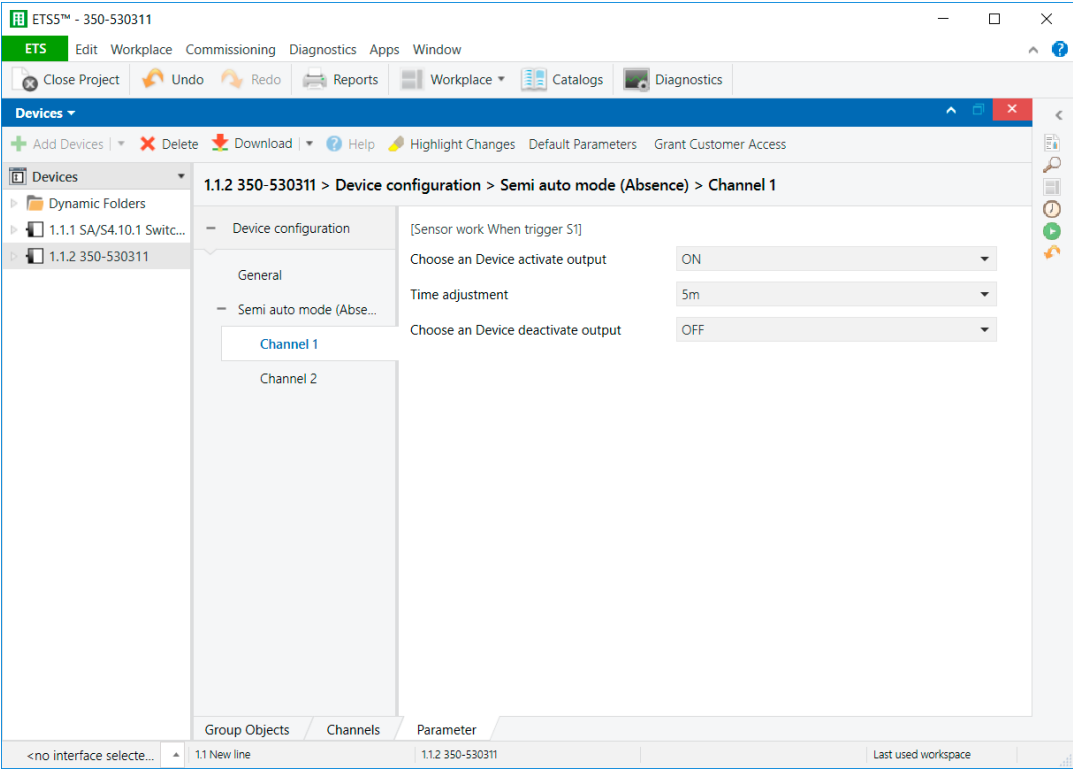 ETS5™ - 350-530311
ETS Edit Workplace Commissioning Diagnostics Apps Window
Close Project Undo Redo Reports Workplace Catalogs Diagnostics
Devices
Add Devices Delete Download Help Highlight Changes Default Parameters Grant Customer Access
Devices
Dynamic Folders
1.1.1 SA/S4.10.1 Switc...
1.1.2 350-530311
1.1.2 350-530311 > Device configuration > Semi auto mode (Absence) > Channel 1
Device configuration
General
Semi auto mode (Abse...
Channel 1
Channel 2
[Sensor work When trigger S1]
Choose an Device activate output ON
Time adjustment 5m
Choose an Device deactivate output OFF
Group Objects Channels Parameter
<no interface selecte... 1.1 New line 1.1.2 350-530311 Last used workspace